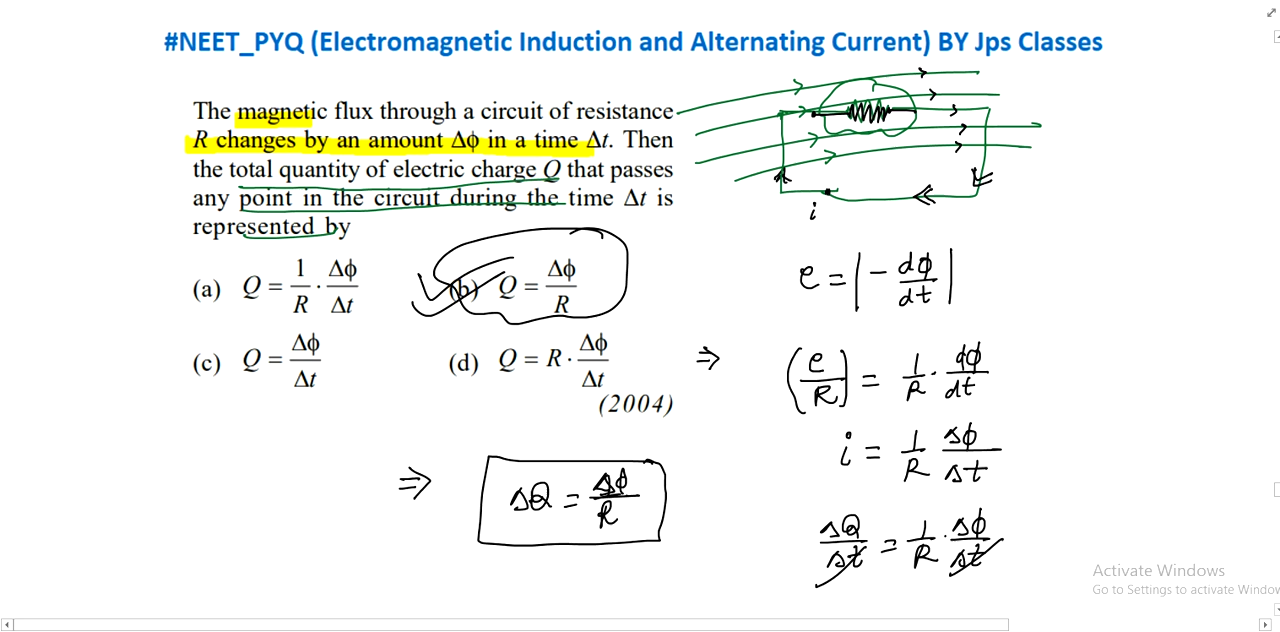 #NEET_PYQ (Electromagnetic Induction and Alternating Current) BY Jps Classes
The magnetic flux through a circuit of resistance
R changes by an amount Δϕ in a time Δt. Then
the total quantity of electric charge Q that passes
any point in the circuit during the time Δt is
represented by
(a) Q = 1/R · Δϕ/Δt (b) Q = Δϕ/R
(c) Q = Δϕ/Δt (d) Q = R · Δϕ/Δt
(2004)
i
e = |- dϕ/dt|
⇒ (e/R) = 1/R · dϕ/dt
i = 1/R Δϕ/Δt
ΔQ/Δt = 1/R · Δϕ/Δt
⇒ ΔQ = Δϕ/R
Activate Windows
Go to Settings to activate Window